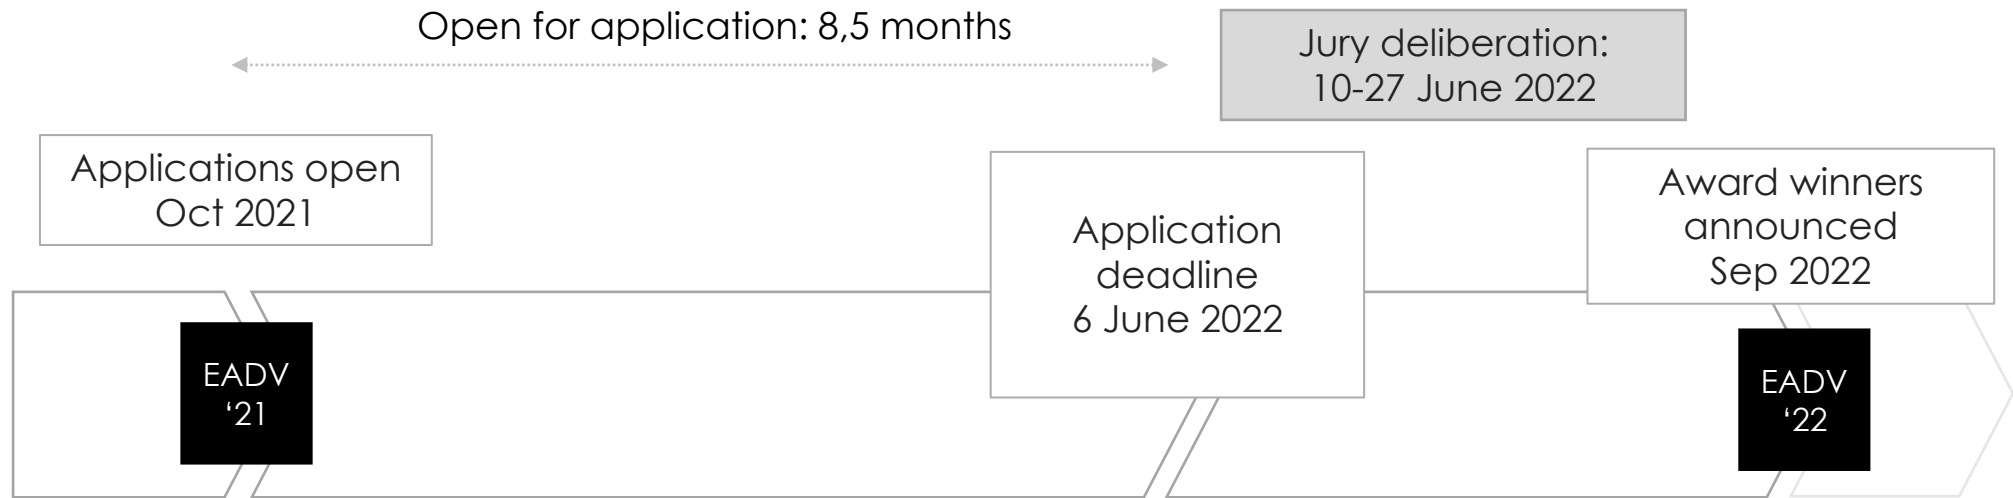 Open for application: 8,5 months
Jury deliberation:
10-27 June 2022
Applications open
Oct 2021
Application
deadline
6 June 2022
Award winners
announced
Sep 2022
EADV
‘21
EADV
‘22